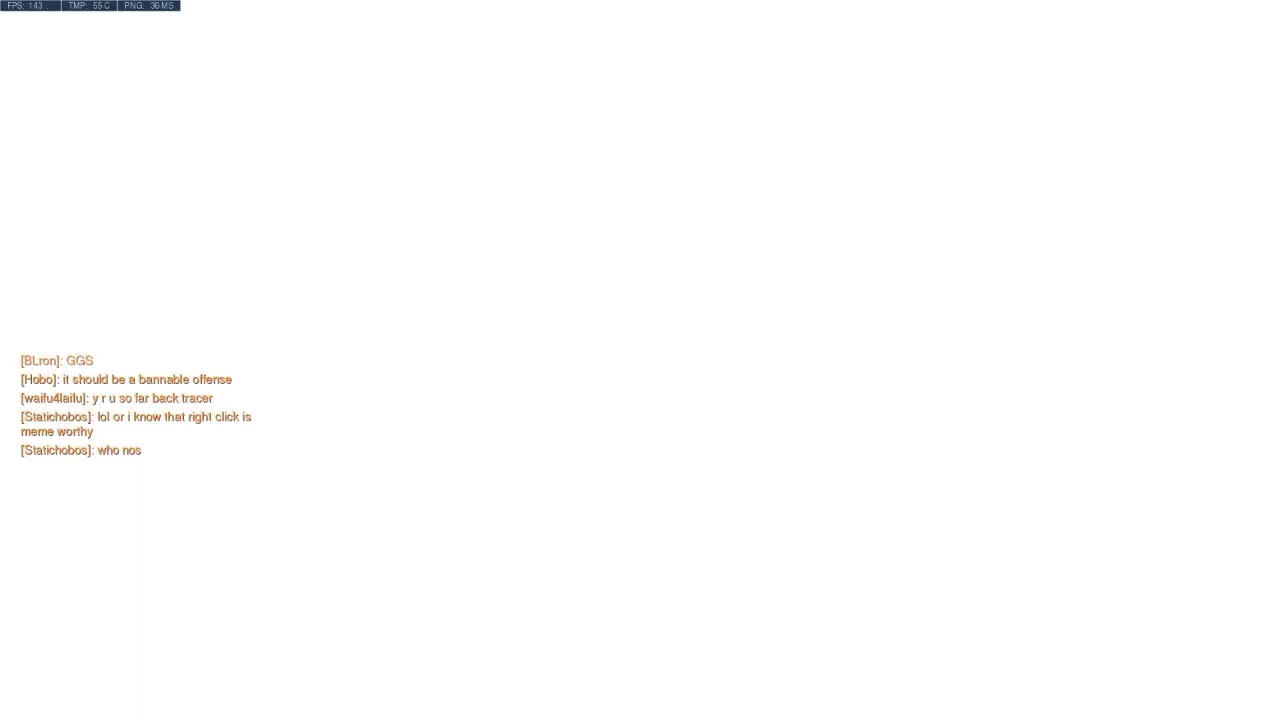 FPS: 143 TMP: 55 C PNG: 36 MS
[BLron]: GGS
[Hobo]: it should be a bannable offense
[waifu4laifu]: y r u so far back tracer
[Statichobos]: lol or i know that right click is
meme worthy
[Statichobos]: who nos